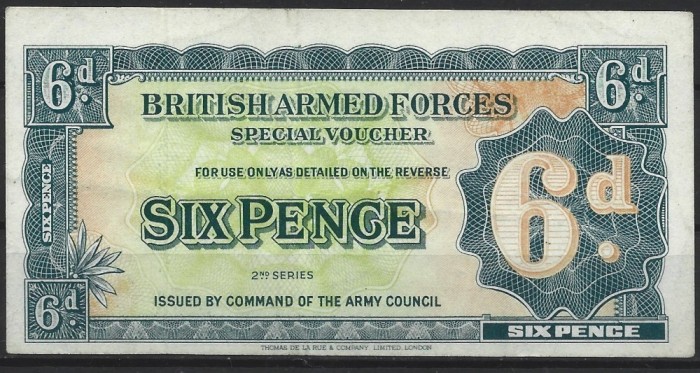 6d. 6d.
BRITISH ARMED FORCES
SPECIAL VOUCHER
FOR USE ONLY AS DETAILED ON THE REVERSE
SIXPENCE
6d.
SIXPENCE
2ND SERIES
ISSUED BY COMMAND OF THE ARMY COUNCIL
6d.
SIXPENCE
THOMAS DE LA RUE & COMPANY, LIMITED, LONDON